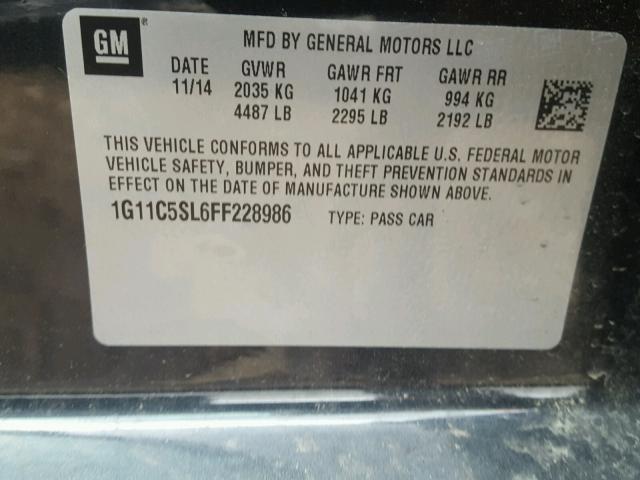 GM MFD BY GENERAL MOTORS LLC
DATE GVWR GAWR FRT GAWR RR
11/14 2035 KG 1041 KG 994 KG
4487 LB 2295 LB 2192 LB
THIS VEHICLE CONFORMS TO ALL APPLICABLE U.S. FEDERAL MOTOR
VEHICLE SAFETY, BUMPER, AND THEFT PREVENTION STANDARDS IN
EFFECT ON THE DATE OF MANUFACTURE SHOWN ABOVE.
1G11C5SL6FF228986 TYPE: PASS CAR